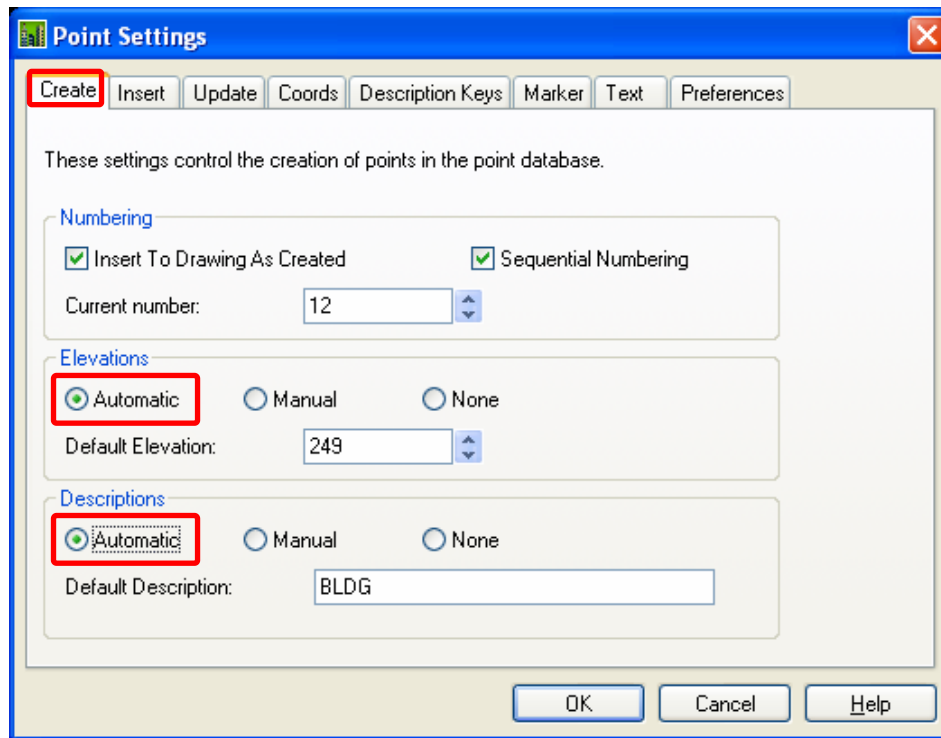 Point Settings
Create Insert Update Coords Description Keys Marker Text Preferences
These settings control the creation of points in the point database.
Numbering
Insert To Drawing As Created Sequential Numbering
Current number: 12
Elevations
Automatic Manual None
Default Elevation: 249
Descriptions
Automatic Manual None
Default Description: BLDG
OK Cancel Help